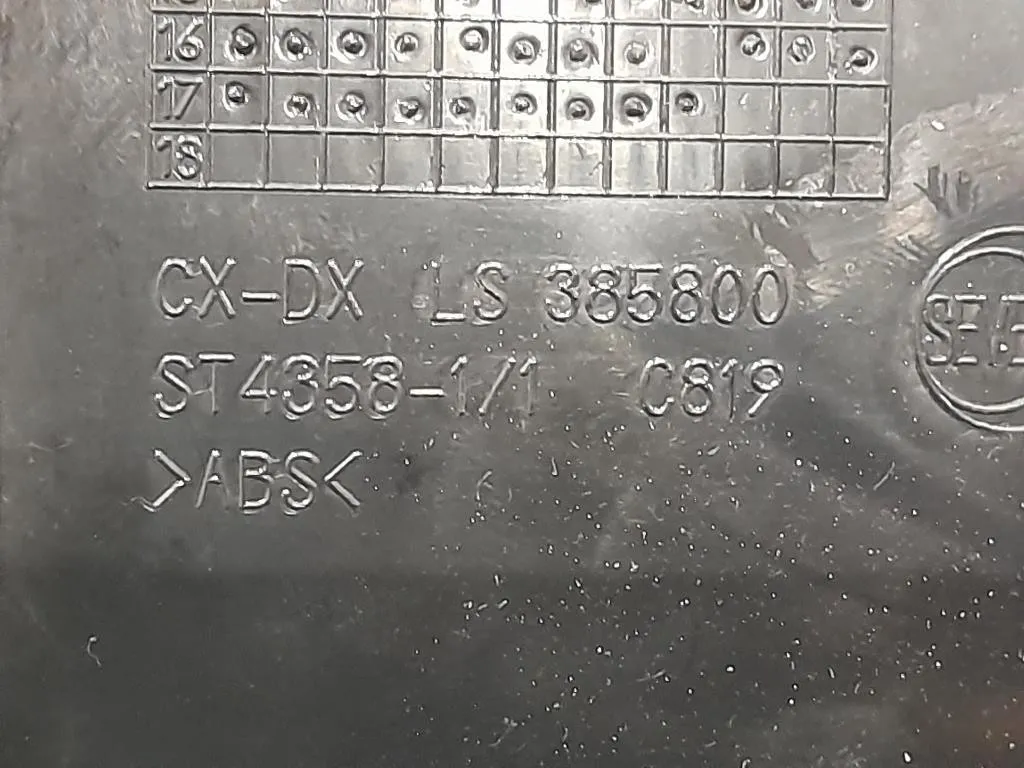 16
17
18
CX-DX LS 385800
ST4358-1/1 C819
>ABS<